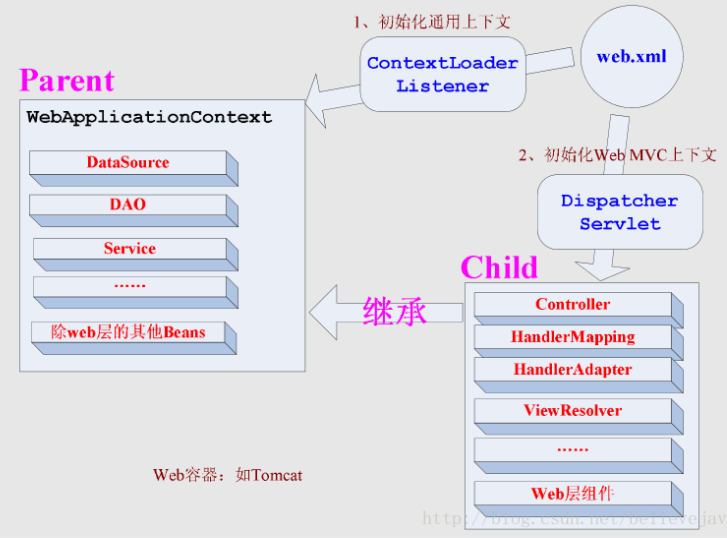 1、初始化通用上下文
ContextLoader
Listener
web.xml
Parent
WebApplicationContext
DataSource
DAO
Service
......
除web层的其他Beans
2、初始化Web MVC上下文
Dispatcher
Servlet
Child
继承
Controller
HandlerMapping
HandlerAdapter
ViewResolver
......
Web层组件
Web容器：如Tomcat
http://blog.csdn.net/believejav